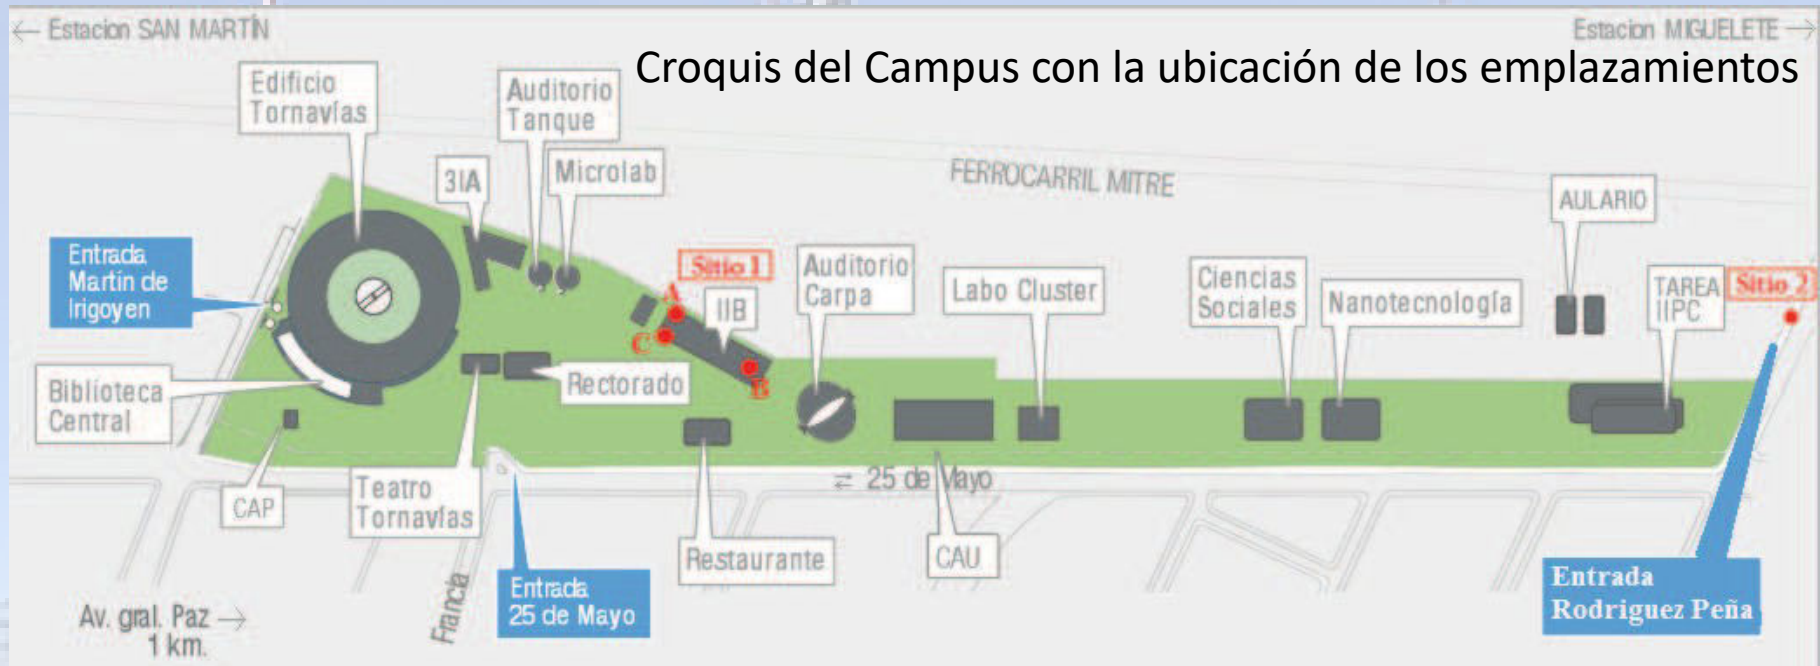 ← Estacion SAN MARTÍN
Estacion MIGUELETE →
Croquis del Campus con la ubicación de los emplazamientos
Edificio
Tornavías
Auditorio
Tanque
3IA
Microlab
FERROCARRIL MITRE
AULARIO
Entrada
Martín de
Irigoyen
Sitio 1
A
IIB
C
B
Auditorio
Carpa
Labo Cluster
Ciencias
Sociales
Nanotecnología
TAREA
IIPC
Sitio 2
Biblioteca
Central
Rectorado
CAP
Teatro
Tornavías
⇄ 25 de Mayo
Restaurante
CAU
Francia
Entrada
25 de Mayo
Entrada
Rodriguez Peña
Av. gral. Paz →
1 km.